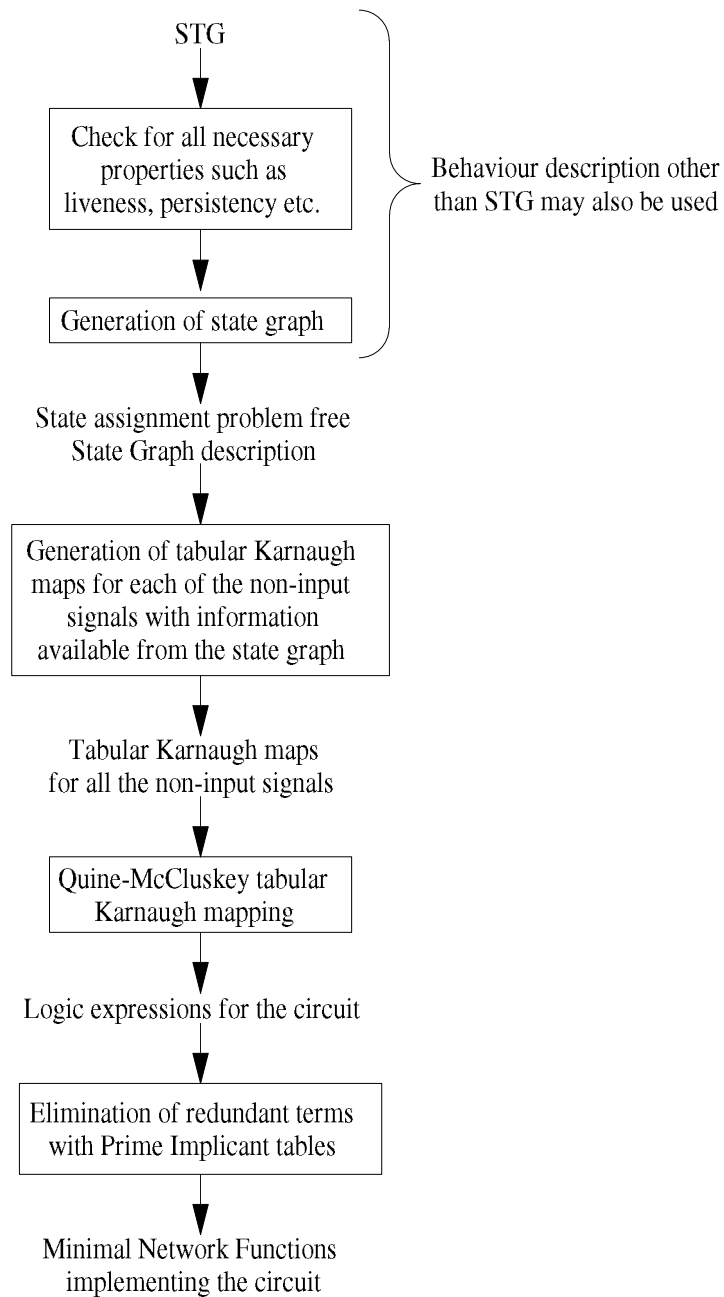 STG
Check for all necessary
properties such as
liveness, persistency etc.
Behaviour description other
than STG may also be used
Generation of state graph
State assignment problem free
State Graph description
Generation of tabular Karnaugh
maps for each of the non-input
signals with information
available from the state graph
Tabular Karnaugh maps
for all the non-input signals
Quine-McCluskey tabular
Karnaugh mapping
Logic expressions for the circuit
Elimination of redundant terms
with Prime Implicant tables
Minimal Network Functions
implementing the circuit